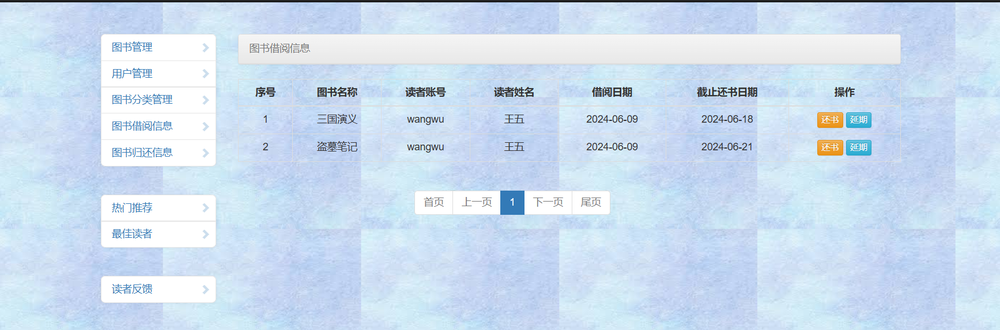 图书管理
用户管理
图书分类管理
图书借阅信息
图书归还信息
热门推荐
最佳读者
读者反馈
图书借阅信息
序号 图书名称 读者账号 读者姓名 借阅日期 截止还书日期 操作
1 三国演义 wangwu 王五 2024-06-09 2024-06-18 还书 延期
2 盗墓笔记 wangwu 王五 2024-06-09 2024-06-21 还书 延期
首页 上一页 1 下一页 尾页